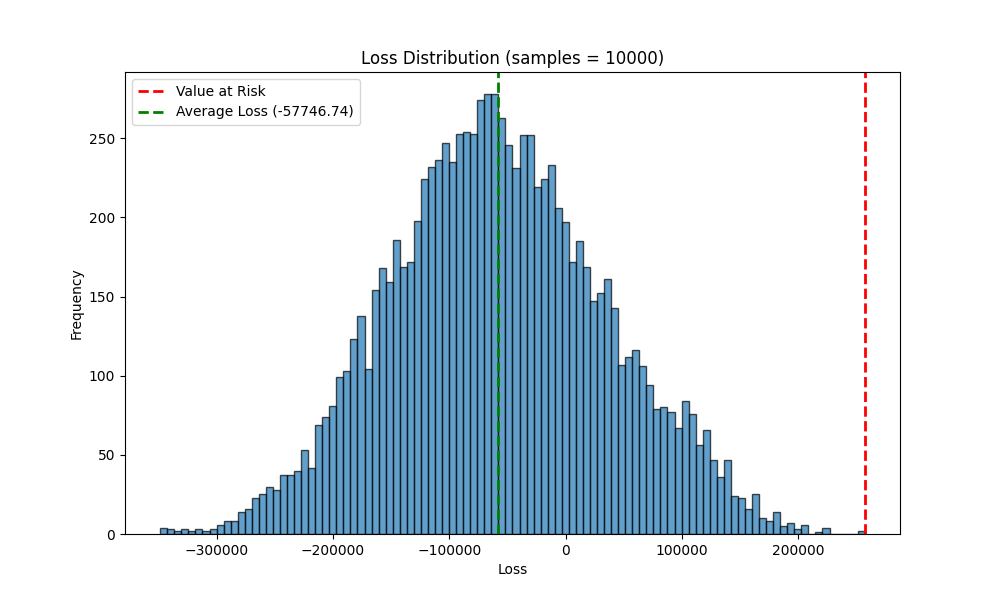 Loss Distribution (samples = 10000)
Value at Risk
Average Loss (-57746.74)
Frequency
250
200
150
100
50
0
−300000 −200000 −100000 0 100000 200000
Loss